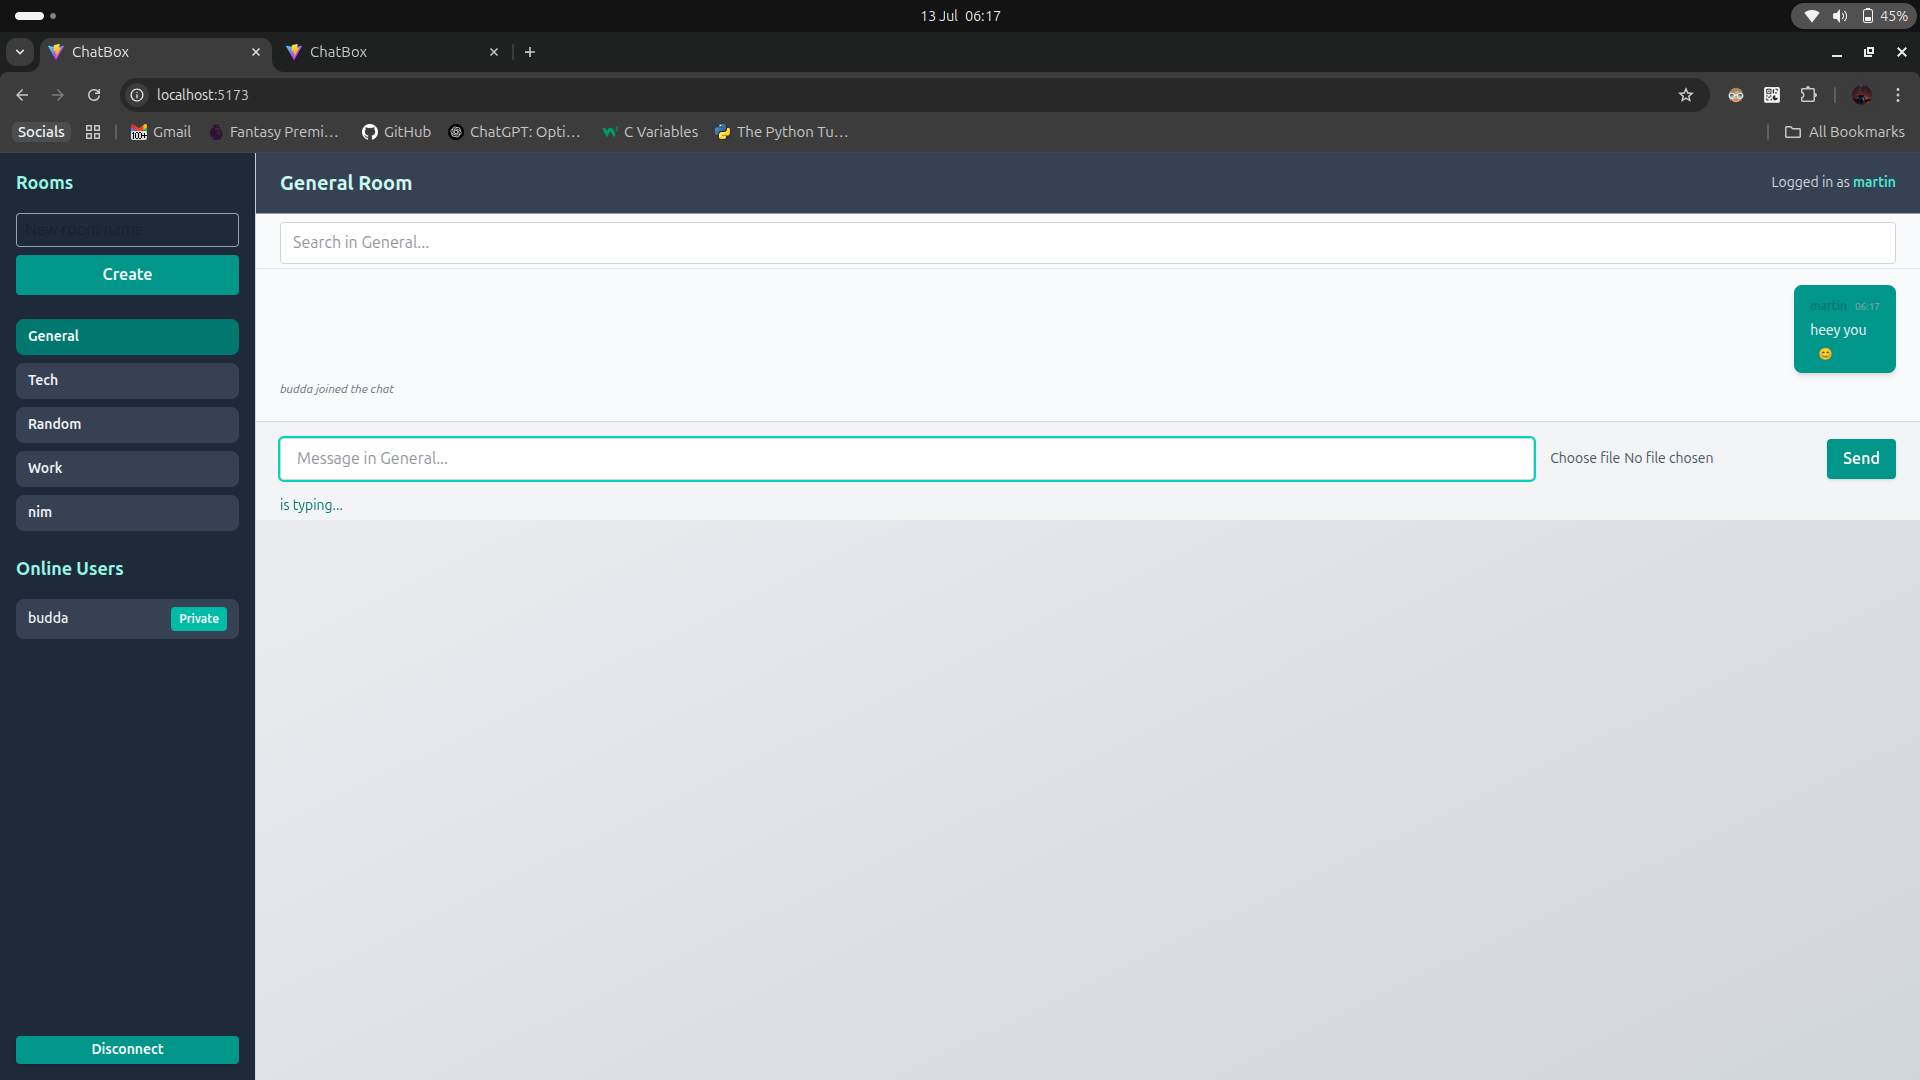 13 Jul 06:17
45%
ChatBox
ChatBox
localhost:5173
Socials
Gmail
Fantasy Premi...
GitHub
ChatGPT: Opti...
C Variables
The Python Tu...
All Bookmarks
Rooms
New room name
Create
General
Tech
Random
Work
nim
Online Users
budda
Private
Disconnect
General Room
Logged in as martin
Search in General...
martin 06:17
heey you
😊
budda joined the chat
Message in General...
Choose file No file chosen
Send
is typing...